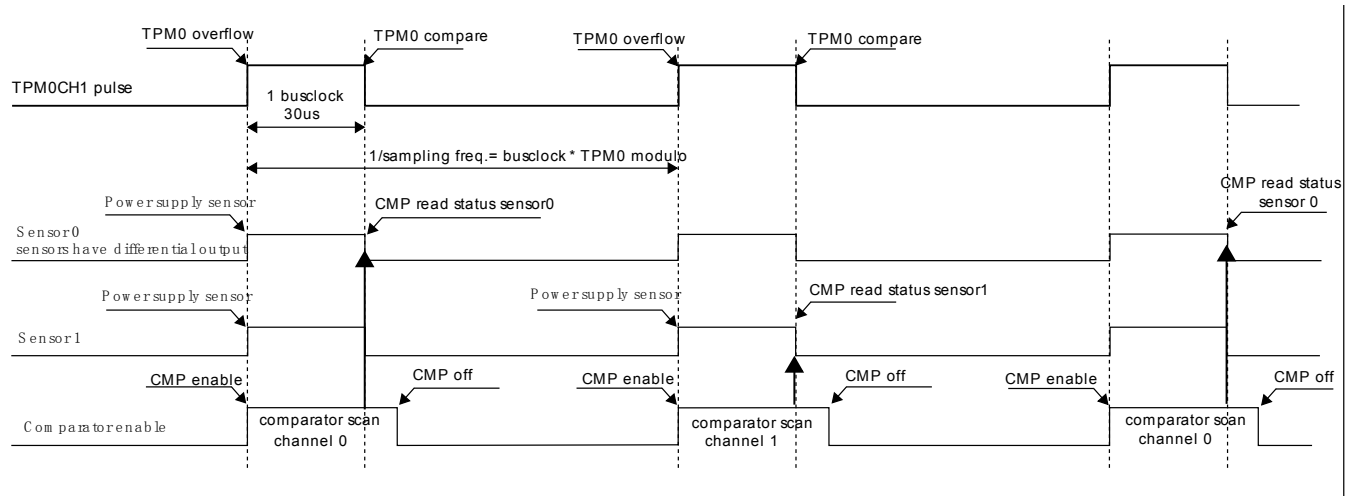 TPM0 overflow
TPM0 compare
TPM0 overflow
TPM0 compare
TPM0CH1 pulse
1 busclock
30us
1/sampling freq.= busclock * TPM0 modulo
Power supply sensor
CMP read status sensor0
CMP read status
sensor 0
Sensor0
sensors have differential output
Power supply sensor
Power supply sensor
CMP read status sensor1
Sensor1
CMP enable
CMP off
CMP enable
CMP off
CMP enable
CMP off
Comparator enable
comparator scan
channel 0
comparator scan
channel 1
comparator scan
channel 0